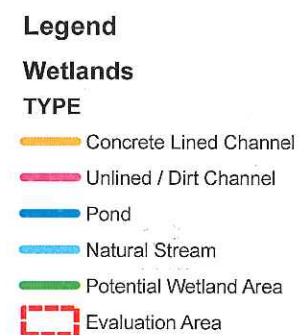 Legend
Wetlands
TYPE
Concrete Lined Channel
Unlined / Dirt Channel
Pond
Natural Stream
Potential Wetland Area
Evaluation Area